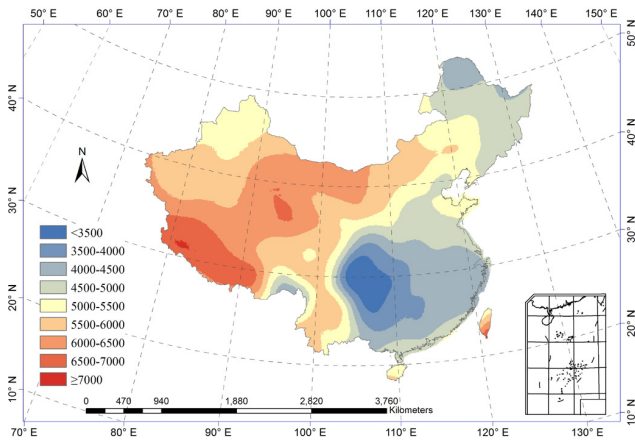 70° E 80° E 90° E 100° E 110° E 120° E 130° E 140° E 150° E
50° N
40° N
40° N
N
30° N
30° N
<3500
3500-4000
4000-4500
4500-5000
5000-5500
5500-6000
6000-6500
6500-7000
≥7000
20° N
20° N
10° N
10° N
0 470 940 1,880 2,820 3,760
Kilometers
70° 80° E 90° E 100° E 110° E 120° E 130° E